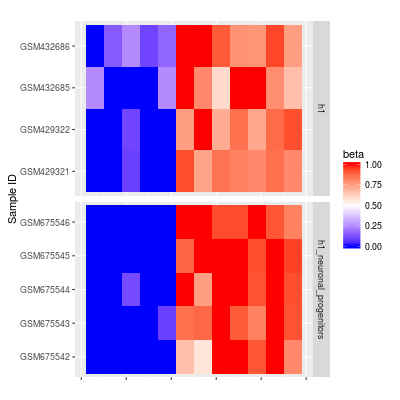 GSM432686
GSM432685
GSM429322
GSM429321
h1
GSM675546
GSM675545
GSM675544
GSM675543
GSM675542
h1_neuronal_progenitors
Sample ID
beta
1.00
0.75
0.50
0.25
0.00